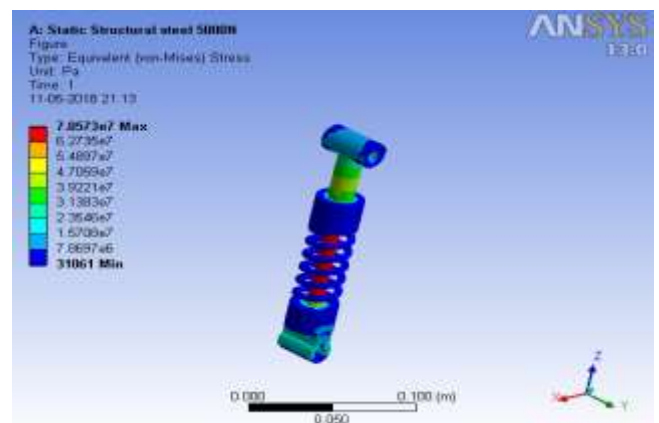 A: Static Structural steel 5000N
Figure
Type: Equivalent (von-Mises) Stress
Unit: Pa
Time: 1
11-06-2018 21:13
Max
6.2735e7
5.4897e7
4.7059e7
3.9221e7
3.1383e7
2.3546e7
1.5708e7
7.8697e6
31061 Min
ANSYS
13.0
0.000
0.100 (m)
0.050
Z
X
Y